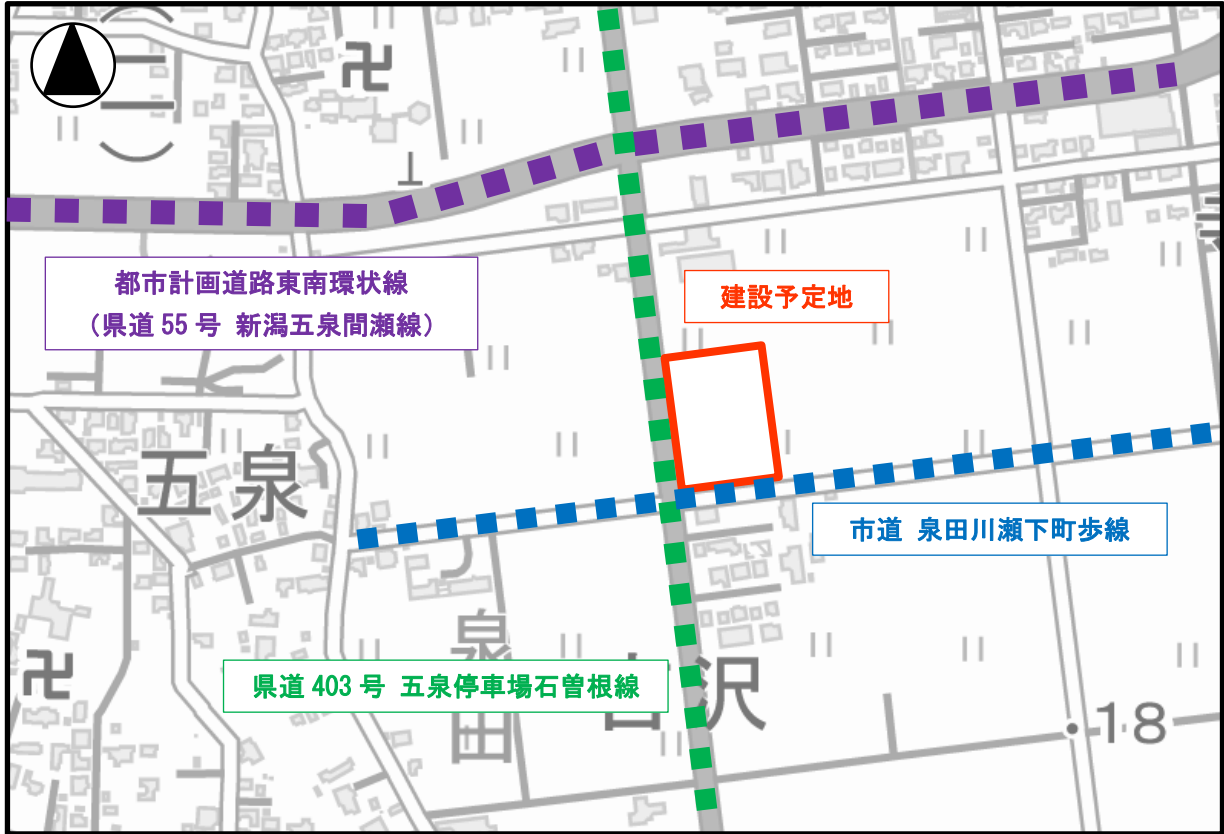 都市計画道路東南環状線
（県道 55 号 新潟五泉間瀬線）
建設予定地
五泉
市道 泉田川瀬下町歩線
泉田
県道 403 号 五泉停車場石曽根線
沢
18